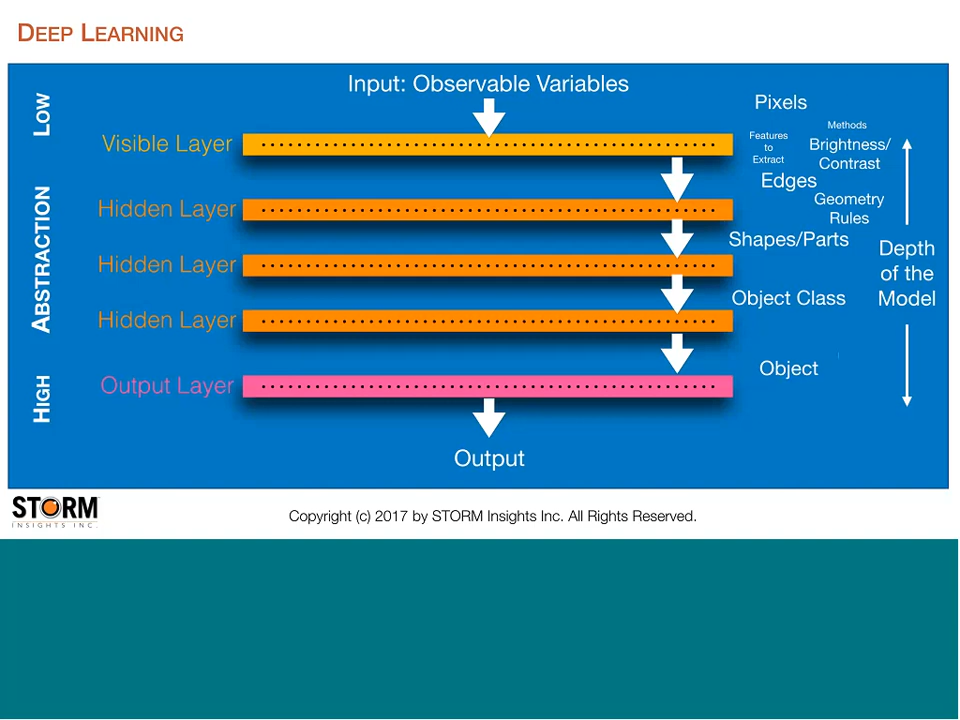 DEEP LEARNING
Input: Observable Variables
LOW
ABSTRACTION
HIGH
Visible Layer
Hidden Layer
Hidden Layer
Hidden Layer
Output Layer
Output
Pixels
Features
to
Extract
Methods
Brightness/
Contrast
Edges
Geometry
Rules
Shapes/Parts
Object Class
Object
Depth
of the
Model
STORM
INSIGHTS INC.
Copyright (c) 2017 by STORM Insights Inc. All Rights Reserved.